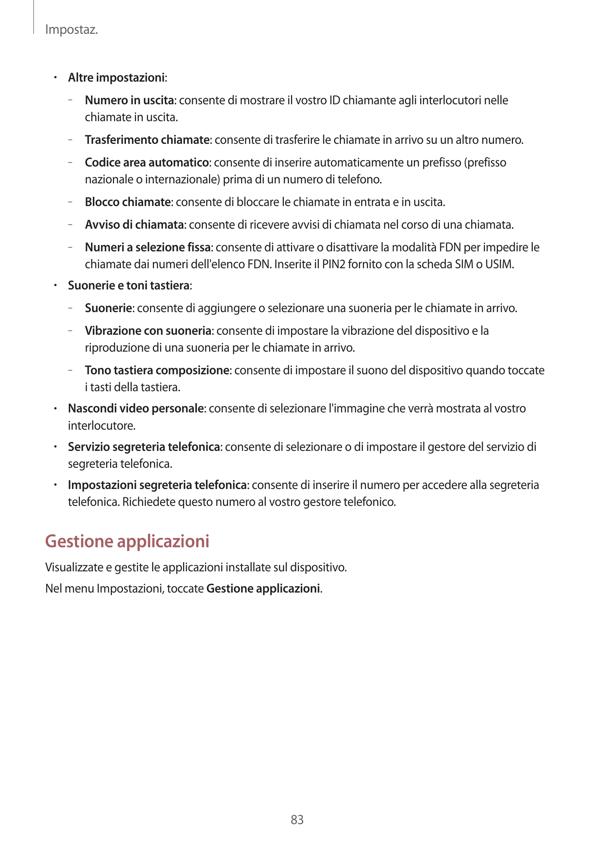 Impostaz.
• Altre impostazioni:
– Numero in uscita: consente di mostrare il vostro ID chiamante agli interlocutori nelle
chiamate in uscita.
– Trasferimento chiamate: consente di trasferire le chiamate in arrivo su un altro numero.
– Codice area automatico: consente di inserire automaticamente un prefisso (prefisso
nazionale o internazionale) prima di un numero di telefono.
– Blocco chiamate: consente di bloccare le chiamate in entrata e in uscita.
– Avviso di chiamata: consente di ricevere avvisi di chiamata nel corso di una chiamata.
– Numeri a selezione fissa: consente di attivare o disattivare la modalità FDN per impedire le
chiamate dai numeri dell'elenco FDN. Inserite il PIN2 fornito con la scheda SIM o USIM.
• Suonerie e toni tastiera:
– Suonerie: consente di aggiungere o selezionare una suoneria per le chiamate in arrivo.
– Vibrazione con suoneria: consente di impostare la vibrazione del dispositivo e la
riproduzione di una suoneria per le chiamate in arrivo.
– Tono tastiera composizione: consente di impostare il suono del dispositivo quando toccate
i tasti della tastiera.
• Nascondi video personale: consente di selezionare l'immagine che verrà mostrata al vostro
interlocutore.
• Servizio segreteria telefonica: consente di selezionare o di impostare il gestore del servizio di
segreteria telefonica.
• Impostazioni segreteria telefonica: consente di inserire il numero per accedere alla segreteria
telefonica. Richiedete questo numero al vostro gestore telefonico.
Gestione applicazioni
Visualizzate e gestite le applicazioni installate sul dispositivo.
Nel menu Impostazioni, toccate Gestione applicazioni.
83